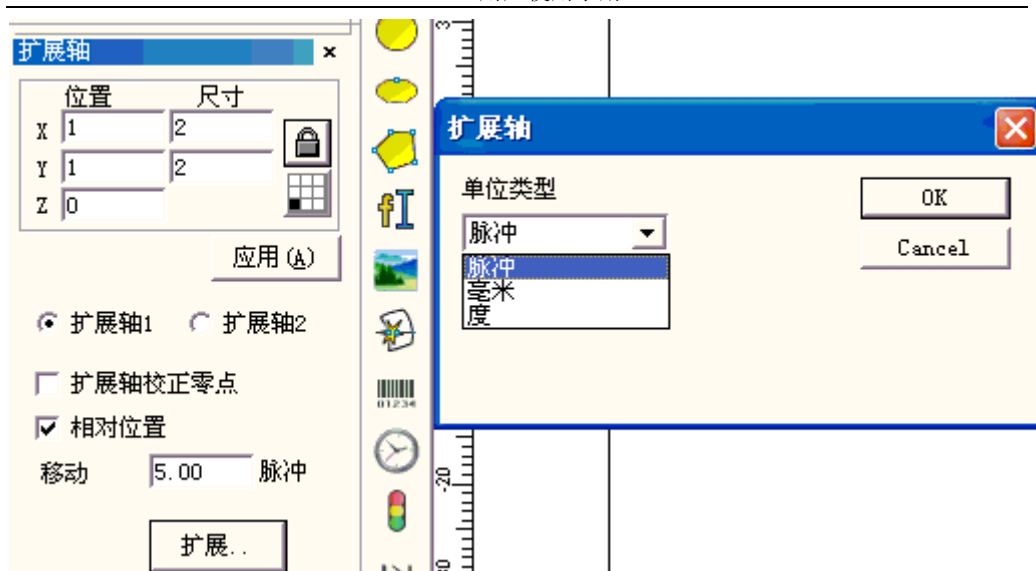 扩展轴
位置 尺寸
X 1 2
Y 1 2
Z 0
应用(A)
扩展轴1 扩展轴2
扩展轴校正零点
相对位置
移动 5.00 脉冲
扩展..
01234
-20
扩展轴
单位类型
脉冲
脉冲
毫米
度
OK
Cancel